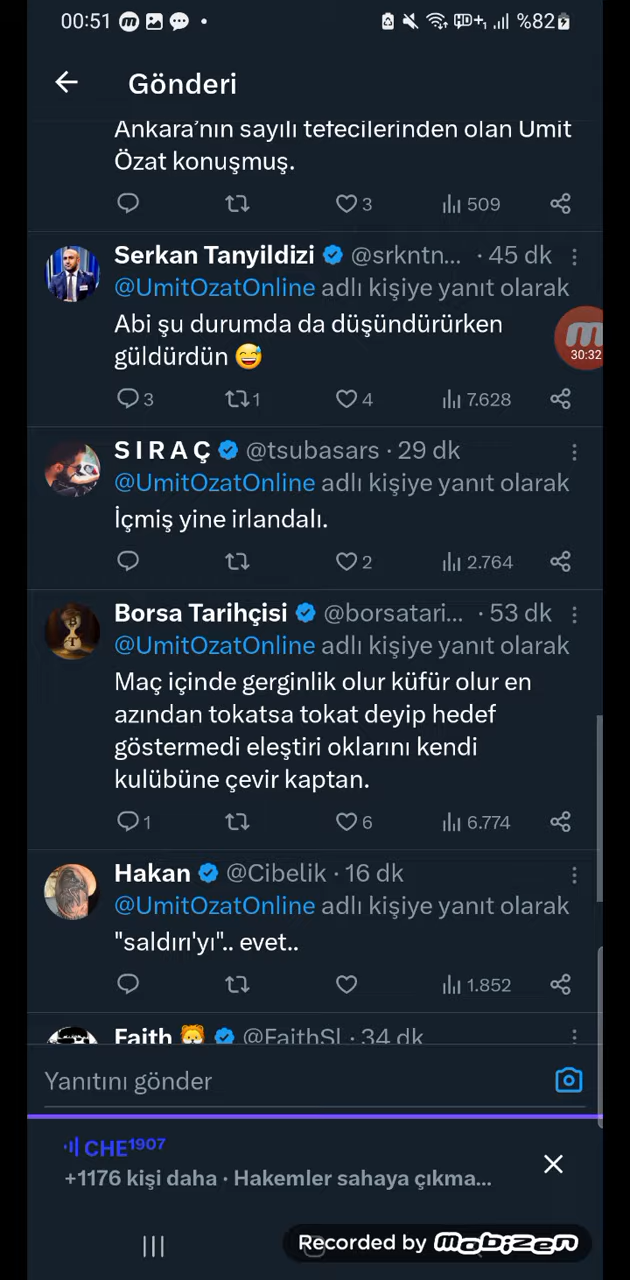 00:51
%82
Gönderi
Ankara'nın sayılı tefecilerinden olan Ümit
Özat konuşmuş.
3 509
Serkan Tanyildizi @srkntn... · 45 dk
@UmitOzatOnline adlı kişiye yanıt olarak
Abi şu durumda da düşündürürken
güldürdün 😅
30:32
3 1 4 7.628
S I R A Ç @tsubasars · 29 dk
@UmitOzatOnline adlı kişiye yanıt olarak
İçmiş yine irlandalı.
2 2.764
Borsa Tarihçisi @borsatari... · 53 dk
@UmitOzatOnline adlı kişiye yanıt olarak
Maç içinde gerginlik olur küfür olur en
azından tokatsa tokat deyip hedef
göstermedi eleştiri oklarını kendi
kulübüne çevir kaptan.
1 6 6.774
Hakan @Cibelik · 16 dk
@UmitOzatOnline adlı kişiye yanıt olarak
"saldırı'yı".. evet..
1.852
Faith 🦁 @FaithSl · 34 dk
Yanıtını gönder
CHE¹⁹⁰⁷
+1176 kişi daha · Hakemler sahaya çıkma...
Recorded by mobizen